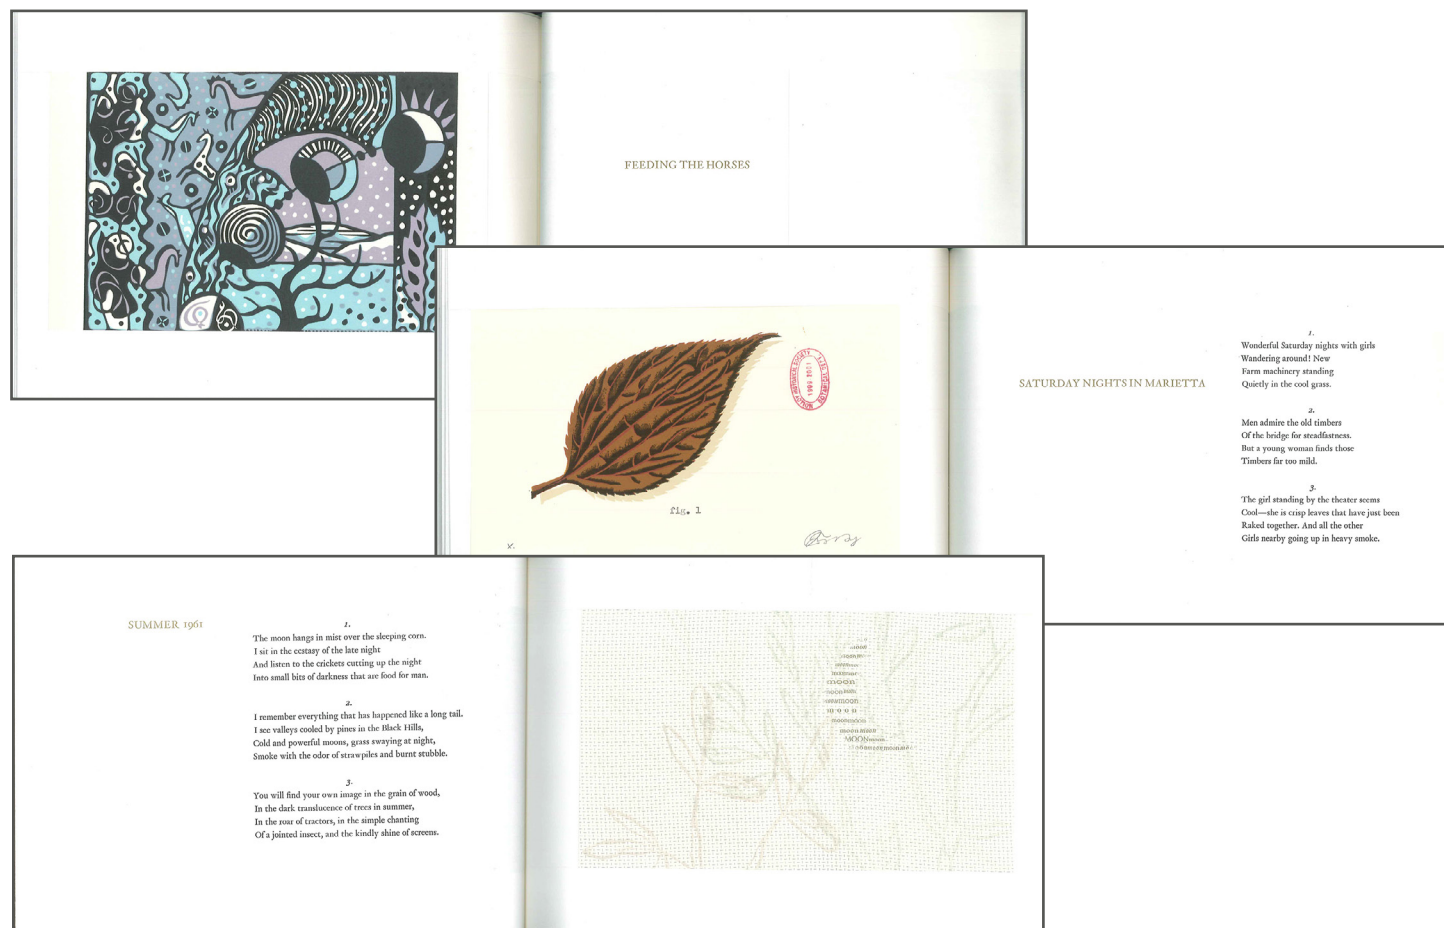 FEEDING THE HORSES
fig. 1
SATURDAY NIGHTS IN MARIETTA
1.
Wonderful Saturday nights with girls
Wandering around! New
Farm machinery standing
Quietly in the cool grass.
2.
Men admire the old timbers
Of the bridge for steadfastness.
But a young woman finds those
Timbers far too mild.
3.
The girl standing by the theater seems
Cool—she is crisp leaves that have just been
Raked together. And all the other
Girls nearby going up in heavy smoke.
SUMMER 1961
1.
The moon hangs in mist over the sleeping corn.
I sit in the ecstasy of the late night
And listen to the crickets cutting up the night
Into small bits of darkness that are food for man.
2.
I remember everything that has happened like a long tail.
I see valleys cooled by pines in the Black Hills,
Cold and powerful moons, grass swaying at night,
Smoke with the odor of strawpiles and burnt stubble.
3.
You will find your own image in the grain of wood,
In the dark translucence of trees in summer,
In the roar of tractors, in the simple chanting
Of a jointed insect, and the kindly shine of screens.
moon
moon
moonmoon
moon moon
MOON moon